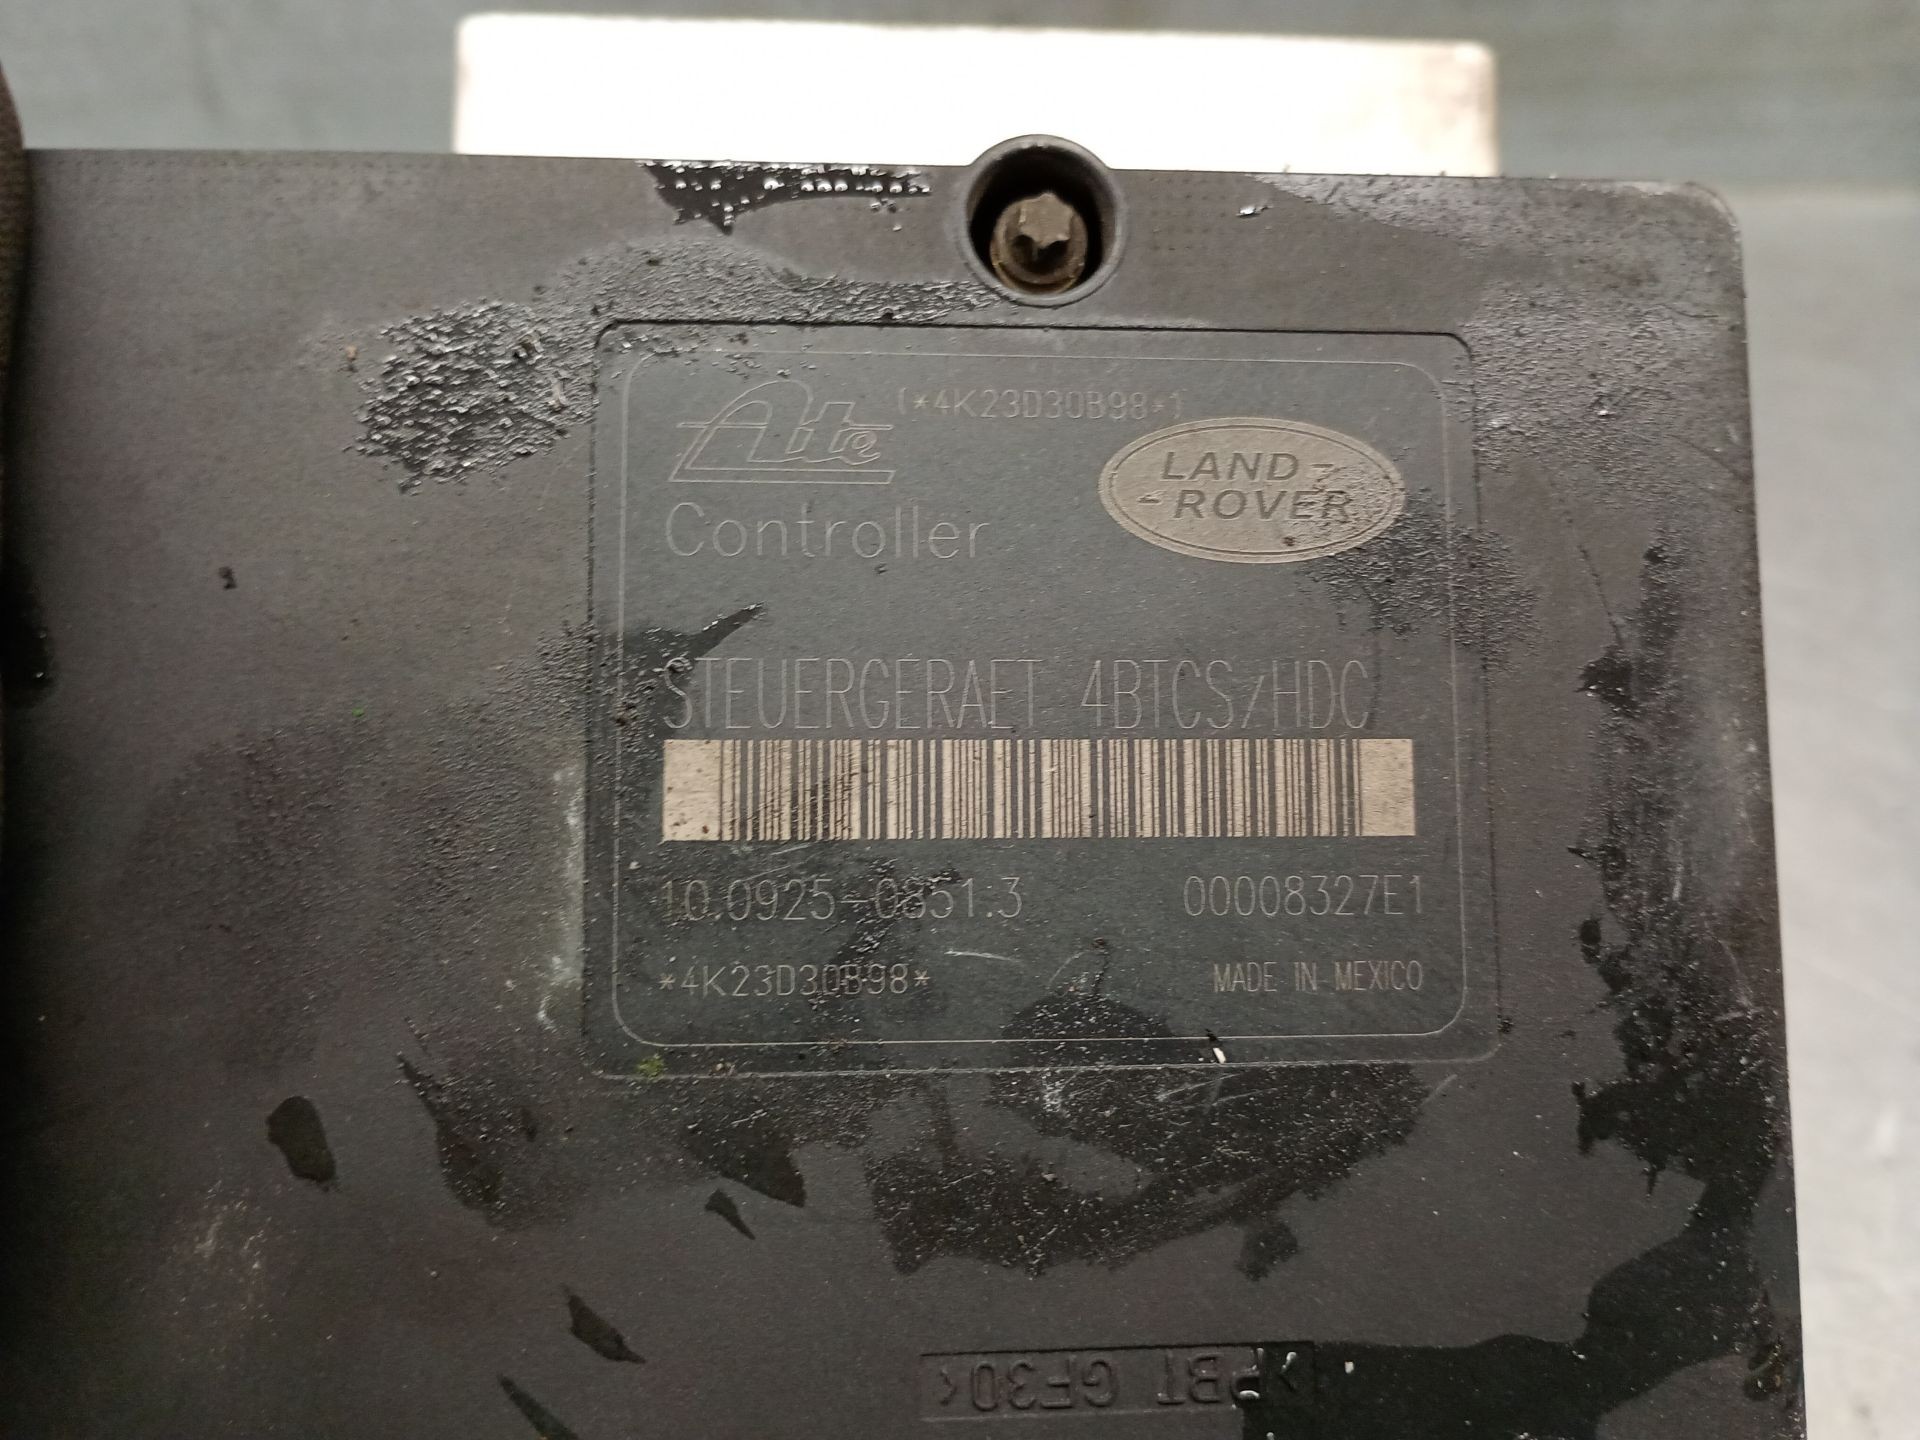 Ate
(*4K23D30B98*)
LAND-
-ROVER
Controller
STEUERGERAET 4BTCS/HDC
10.0925-0851.3 00008327E1
*4K23D30B98* MADE IN MEXICO
>PBT GF30<